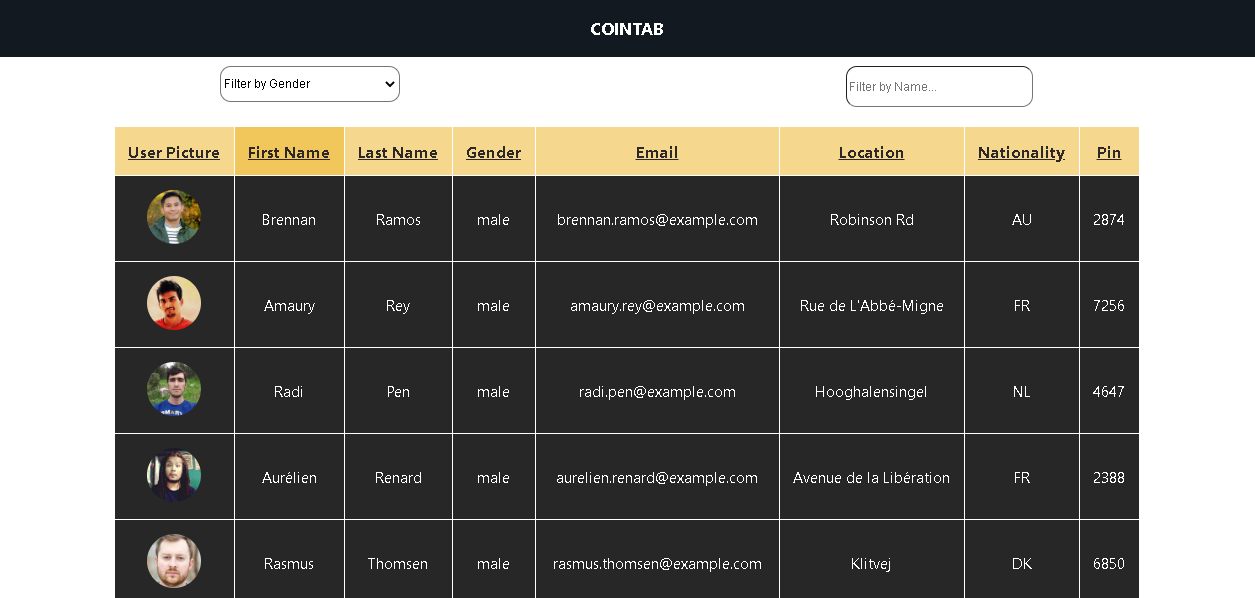 COINTAB
Filter by Gender Filter by Name...
User Picture First Name Last Name Gender Email Location Nationality Pin
Brennan Ramos male brennan.ramos@example.com Robinson Rd AU 2874
Amaury Rey male amaury.rey@example.com Rue de L'Abbé-Migne FR 7256
Radi Pen male radi.pen@example.com Hooghalensingel NL 4647
Aurélien Renard male aurelien.renard@example.com Avenue de la Libération FR 2388
Rasmus Thomsen male rasmus.thomsen@example.com Klitvej DK 6850